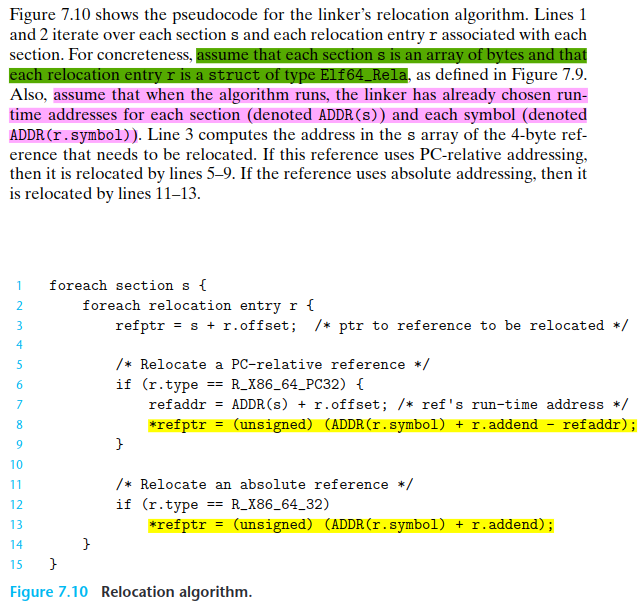 Figure 7.10 shows the pseudocode for the linker's relocation algorithm. Lines 1
and 2 iterate over each section s and each relocation entry r associated with each
section. For concreteness, assume that each section s is an array of bytes and that
each relocation entry r is a struct of type Elf64_Rela, as defined in Figure 7.9.
Also, assume that when the algorithm runs, the linker has already chosen run-
time addresses for each section (denoted ADDR(s)) and each symbol (denoted
ADDR(r.symbol)). Line 3 computes the address in the s array of the 4-byte ref-
erence that needs to be relocated. If this reference uses PC-relative addressing,
then it is relocated by lines 5–9. If the reference uses absolute addressing, then it
is relocated by lines 11–13.
1 foreach section s {
2 foreach relocation entry r {
3 refptr = s + r.offset; /* ptr to reference to be relocated */
4
5 /* Relocate a PC-relative reference */
6 if (r.type == R_X86_64_PC32) {
7 refaddr = ADDR(s) + r.offset; /* ref's run-time address */
8 *refptr = (unsigned) (ADDR(r.symbol) + r.addend - refaddr);
9 }
10
11 /* Relocate an absolute reference */
12 if (r.type == R_X86_64_32)
13 *refptr = (unsigned) (ADDR(r.symbol) + r.addend);
14 }
15 }
Figure 7.10 Relocation algorithm.